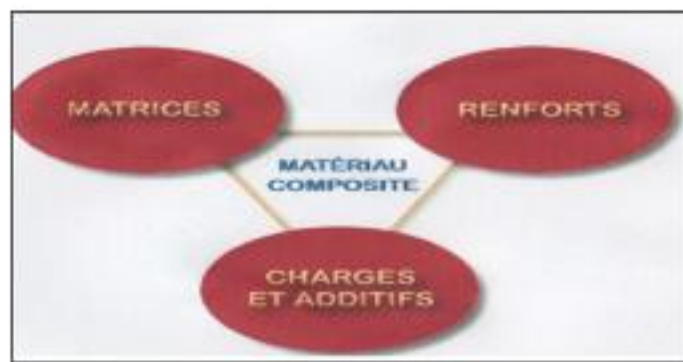 MATRICES
RENFORTS
MATÉRIAU
COMPOSITE
CHARGES
ET ADDITIFS